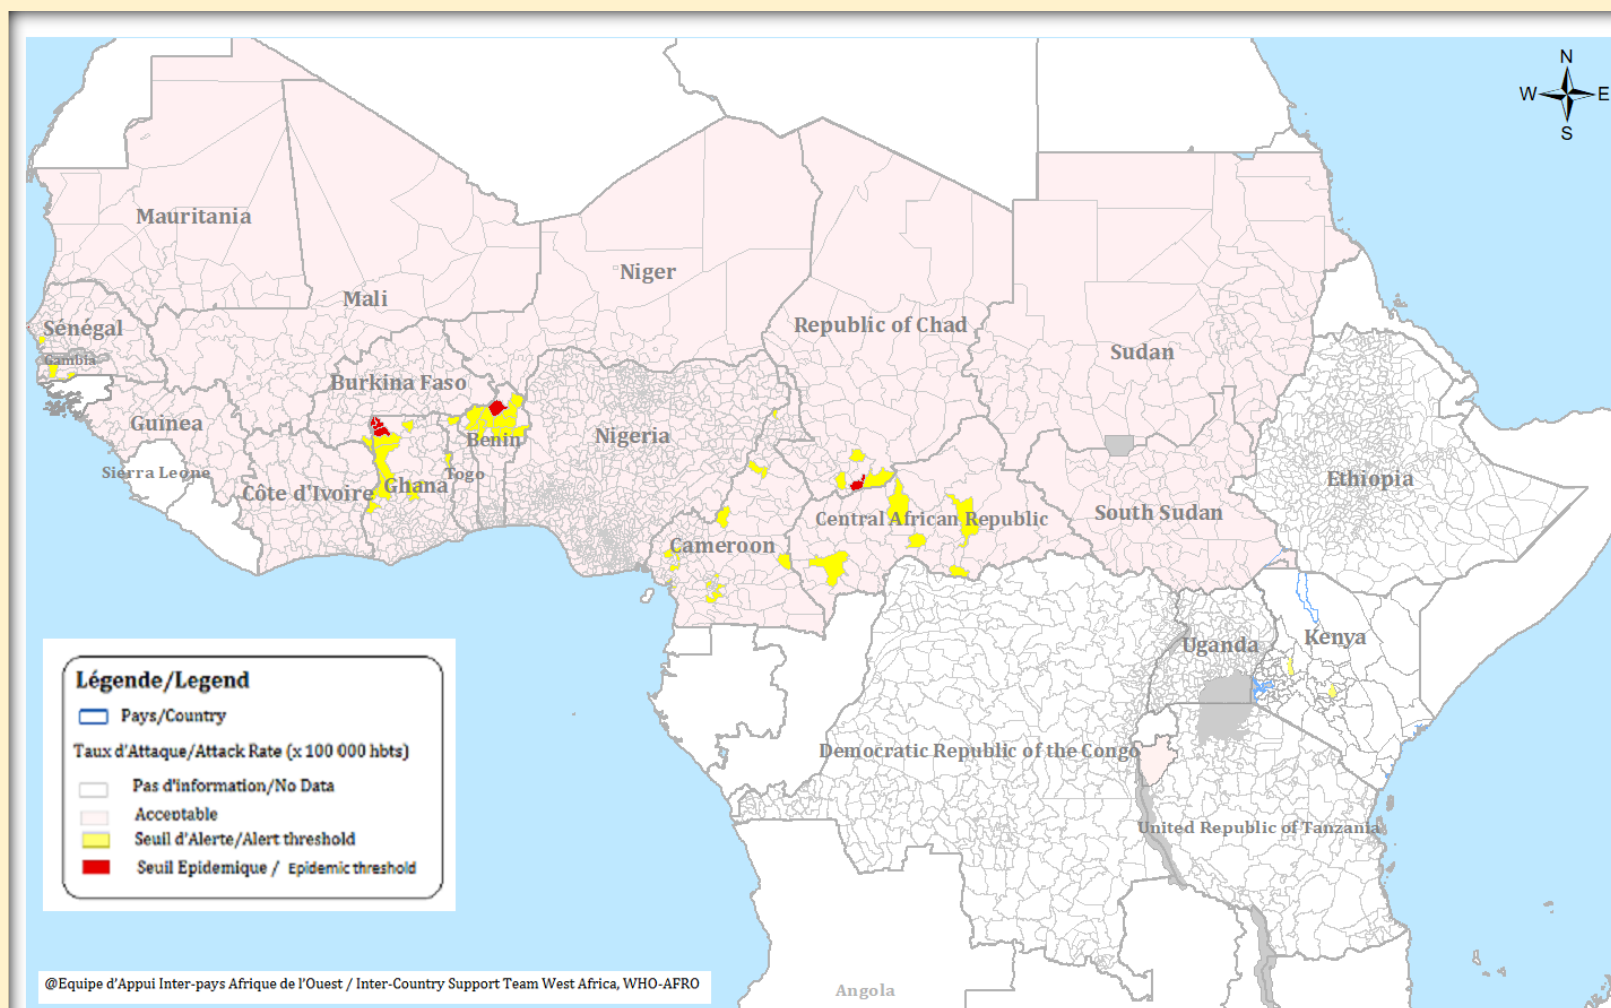 N
W E
S
Mauritania
Niger
Mali
Sénégal
Republic of Chad
Sudan
Gambia
Burkina Faso
Guinea
Benin
Nigeria
Sierra Leone
Togo
Ethiopia
Côte d'Ivoire
Ghana
South Sudan
Central African Republic
Cameroon
Uganda
Kenya
Democratic Republic of the Congo
United Republic of Tanzania
Angola
Légende/Legend
Pays/Country
Taux d'Attaque/Attack Rate (x 100 000 hbts)
Pas d'information/No Data
Acceptable
Seuil d'Alerte/Alert threshold
Seuil Epidemique / Epidemic threshold
@Equipe d'Appui Inter-pays Afrique de l'Ouest / Inter-Country Support Team West Africa, WHO-AFRO